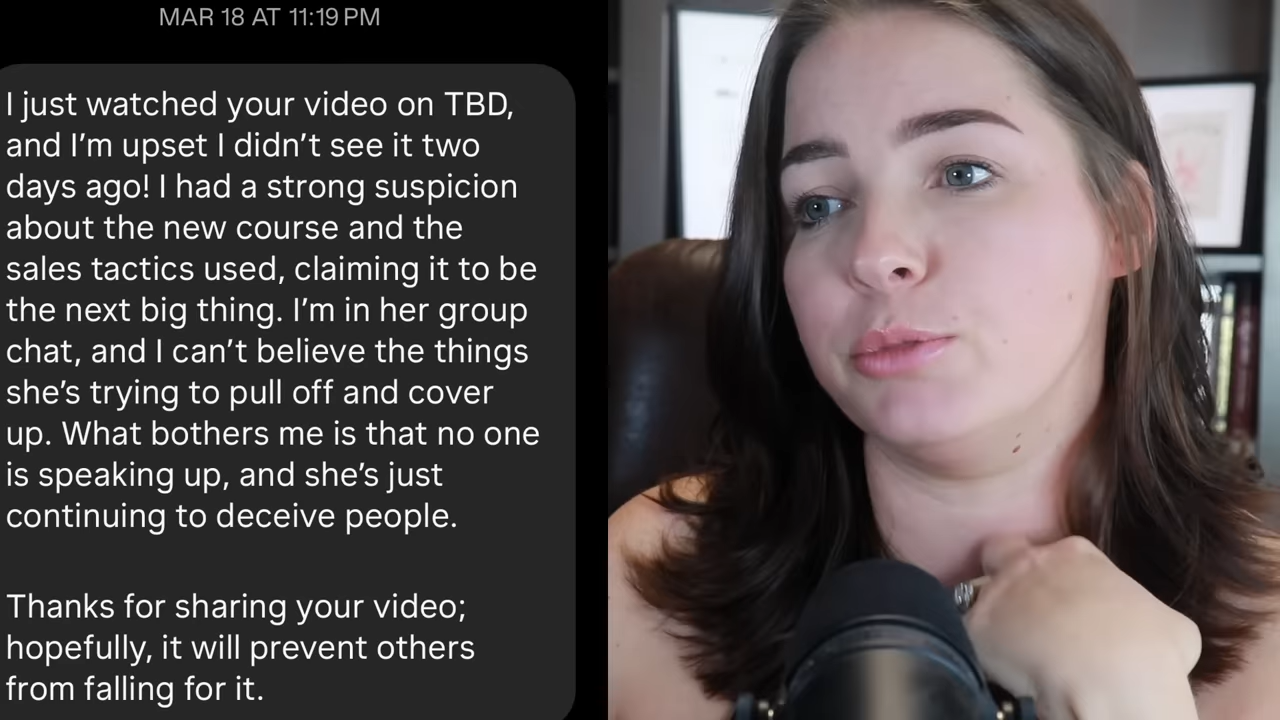 MAR 18 AT 11:19 PM
I just watched your video on TBD,
and I’m upset I didn’t see it two
days ago! I had a strong suspicion
about the new course and the
sales tactics used, claiming it to be
the next big thing. I’m in her group
chat, and I can’t believe the things
she’s trying to pull off and cover
up. What bothers me is that no one
is speaking up, and she’s just
continuing to deceive people.
Thanks for sharing your video;
hopefully, it will prevent others
from falling for it.